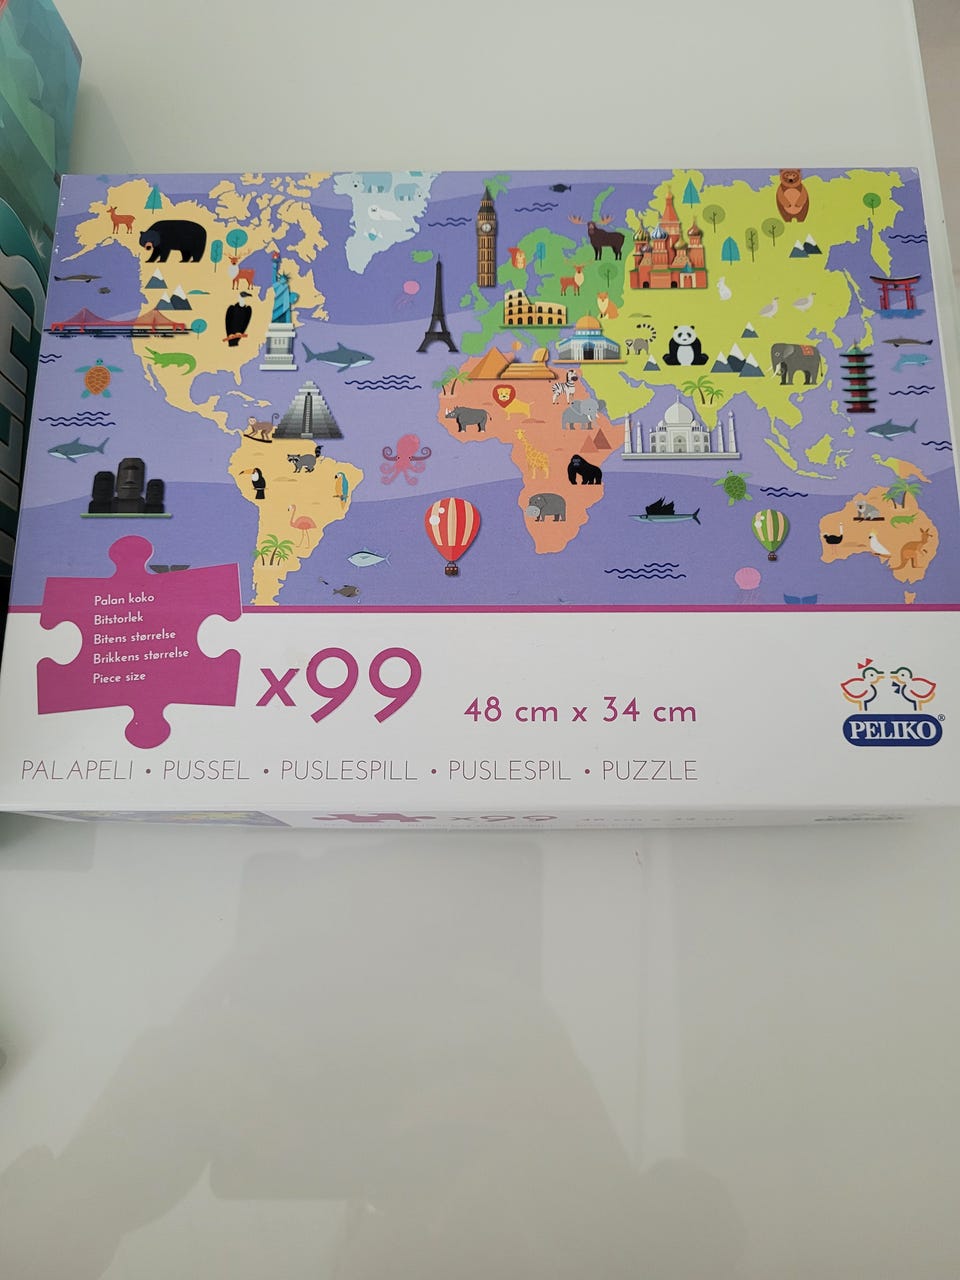 Palan koko
Bitstorlek
Bitens størrelse
Brikkens størrelse
Piece size
x99
48 cm x 34 cm
PELIKO®
PALAPELI • PUSSEL • PUSLESPILL • PUSLESPIL • PUZZLE
x99